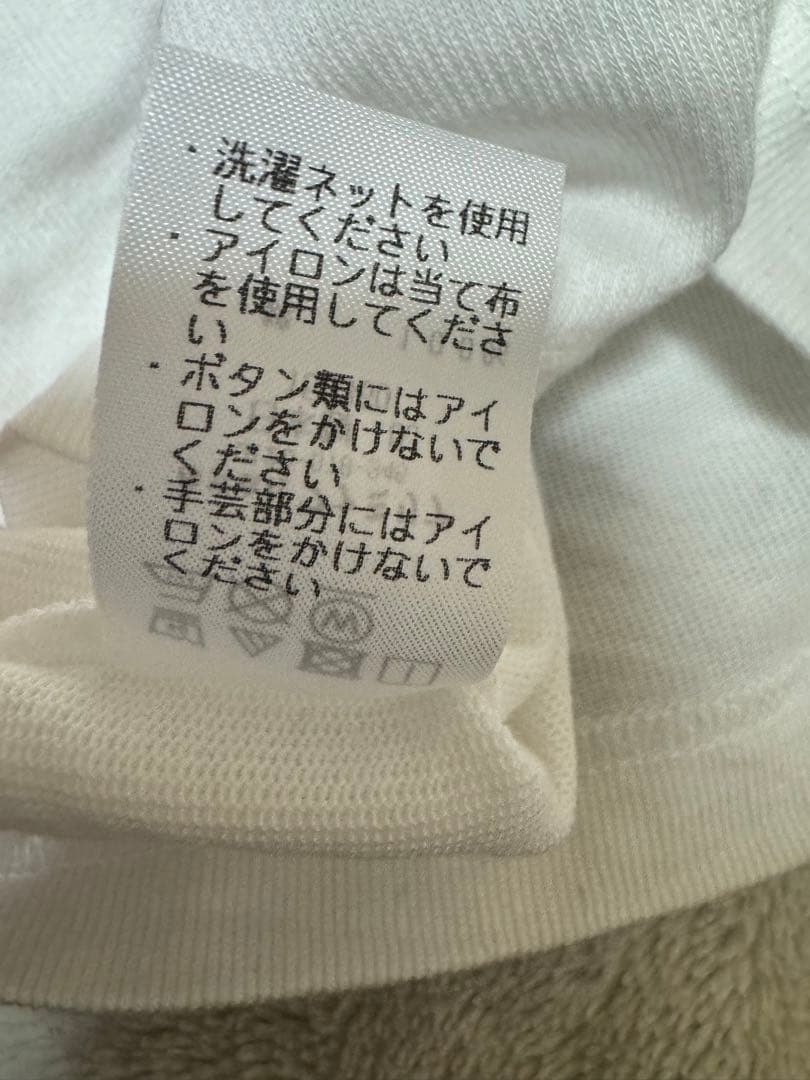 ・洗濯ネットを使用
してください
・アイロンは当て布
を使用してくださ
い
・ボタン類にはアイ
ロンをかけないで
ください
・手芸部分にはアイ
ロンをかけないで
ください